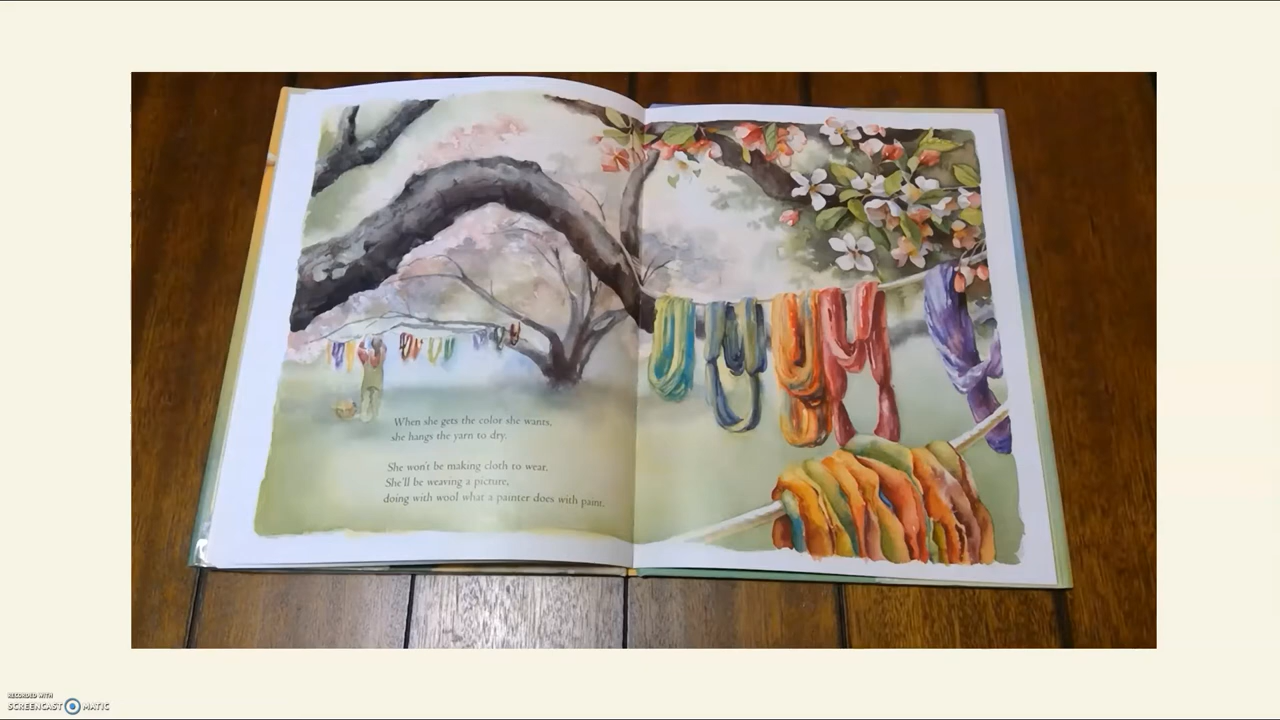 When she gets the color she wants,
she hangs the yarn to dry.
She won't be making cloth to wear.
She'll be weaving a picture,
doing with wool what a painter does with paint.
RECORDED WITH
SCREENCAST MATIC